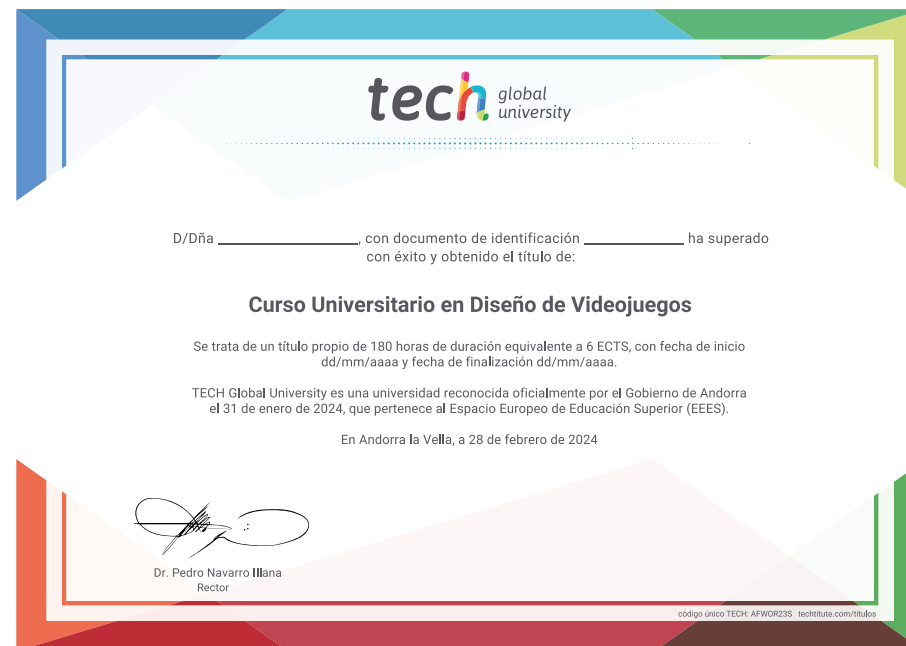 tech global university
D/Dña ________________, con documento de identificación ____________ ha superado
con éxito y obtenido el título de:
Curso Universitario en Diseño de Videojuegos
Se trata de un título propio de 180 horas de duración equivalente a 6 ECTS, con fecha de inicio
dd/mm/aaaa y fecha de finalización dd/mm/aaaa.
TECH Global University es una universidad reconocida oficialmente por el Gobierno de Andorra
el 31 de enero de 2024, que pertenece al Espacio Europeo de Educación Superior (EEES).
En Andorra la Vella, a 28 de febrero de 2024
Dr. Pedro Navarro Illana
Rector
código único TECH: AFWOR23S techtitute.com/titulos